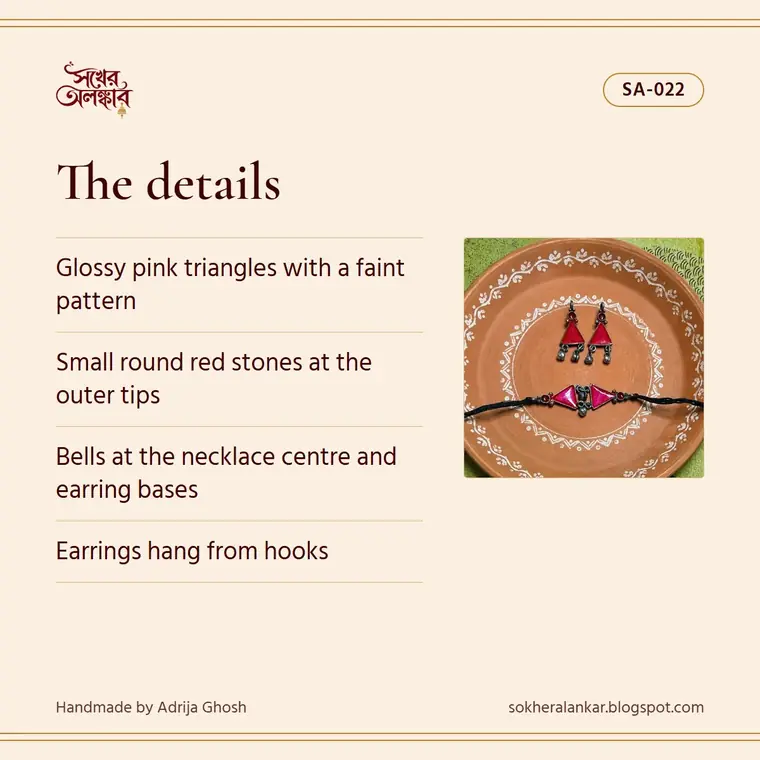 সখের
অলঙ্কার
SA-022
The details
Glossy pink triangles with a faint
pattern
Small round red stones at the
outer tips
Bells at the necklace centre and
earring bases
Earrings hang from hooks
Handmade by Adrija Ghosh
sokheralankar.blogspot.com